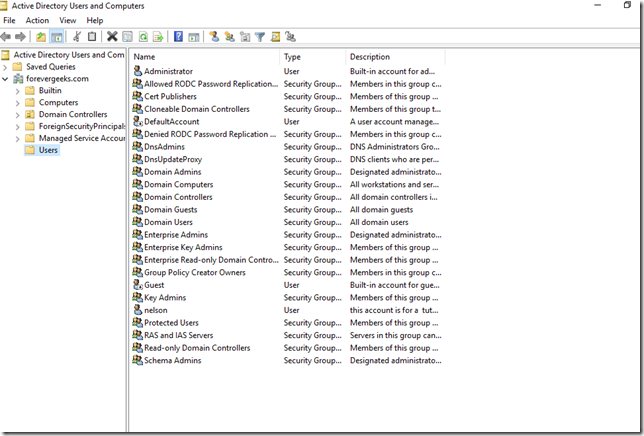 Active Directory Users and Computers
File Action View Help
Active Directory Users and Com
Saved Queries
forevergeeks.com
Builtin
Computers
Domain Controllers
ForeignSecurityPrincipals
Managed Service Accour
Users
Name Type Description
Administrator User Built-in account for ad...
Allowed RODC Password Replication... Security Group... Members in this group c...
Cert Publishers Security Group... Members of this group ...
Cloneable Domain Controllers Security Group... Members of this group t...
DefaultAccount User A user account manage...
Denied RODC Password Replication ... Security Group... Members in this group c...
DnsAdmins Security Group... DNS Administrators Gro...
DnsUpdateProxy Security Group... DNS clients who are per...
Domain Admins Security Group... Designated administrato...
Domain Computers Security Group... All workstations and ser...
Domain Controllers Security Group... All domain controllers i...
Domain Guests Security Group... All domain guests
Domain Users Security Group... All domain users
Enterprise Admins Security Group... Designated administrato...
Enterprise Key Admins Security Group... Members of this group ...
Enterprise Read-only Domain Contro... Security Group... Members of this group ...
Group Policy Creator Owners Security Group... Members in this group c...
Guest User Built-in account for gue...
Key Admins Security Group... Members of this group ...
nelson User this account is for a tut...
Protected Users Security Group... Members of this group ...
RAS and IAS Servers Security Group... Servers in this group can...
Read-only Domain Controllers Security Group... Members of this group ...
Schema Admins Security Group... Designated administrato...